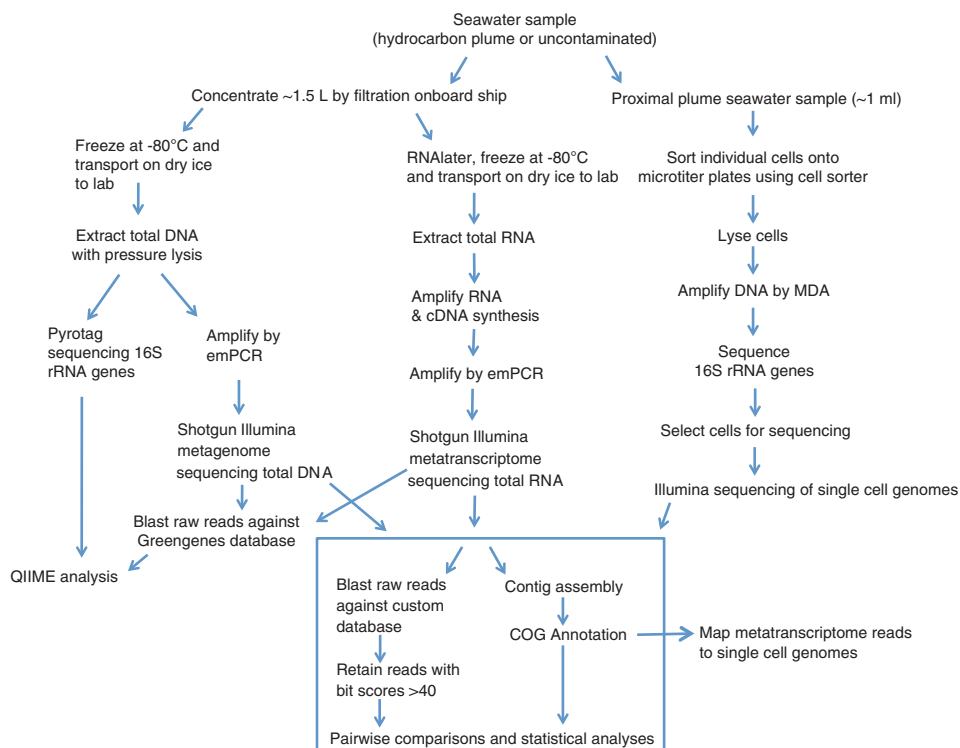 Seawater sample
(hydrocarbon plume or uncontaminated)
Concentrate ~1.5 L by filtration onboard ship
Proximal plume seawater sample (~1 ml)
Freeze at -80°C and
transport on dry ice
to lab
RNAlater, freeze at -80°C
and transport on dry ice to lab
Sort individual cells onto
microtiter plates using cell sorter
Extract total DNA
with pressure lysis
Extract total RNA
Lyse cells
Amplify RNA
& cDNA synthesis
Amplify DNA by MDA
Pyrotag
sequencing 16S
rRNA genes
Amplify by
emPCR
Amplify by emPCR
Sequence
16S rRNA genes
Shotgun Illumina
metagenome
sequencing total DNA
Shotgun Illumina
metatranscriptome
sequencing total RNA
Select cells for sequencing
Illumina sequencing of single cell genomes
Blast raw reads against
Greengenes database
QIIME analysis
Blast raw reads
against custom
database
Contig assembly
COG Annotation
Map metatranscriptome reads
to single cell genomes
Retain reads with
bit scores >40
Pairwise comparisons and statistical analyses